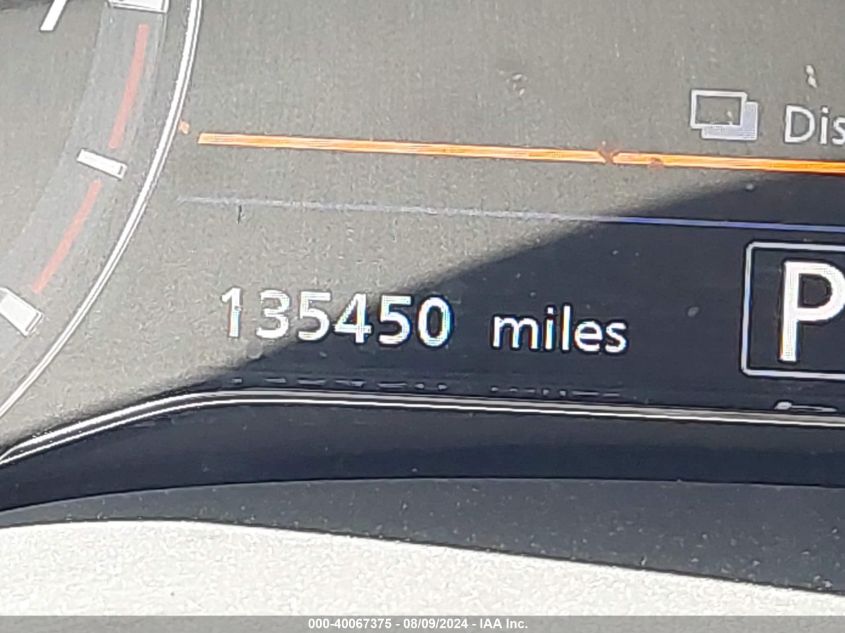 Dis
135450 miles
P
000-40067375 - 08/09/2024 - IAA Inc.